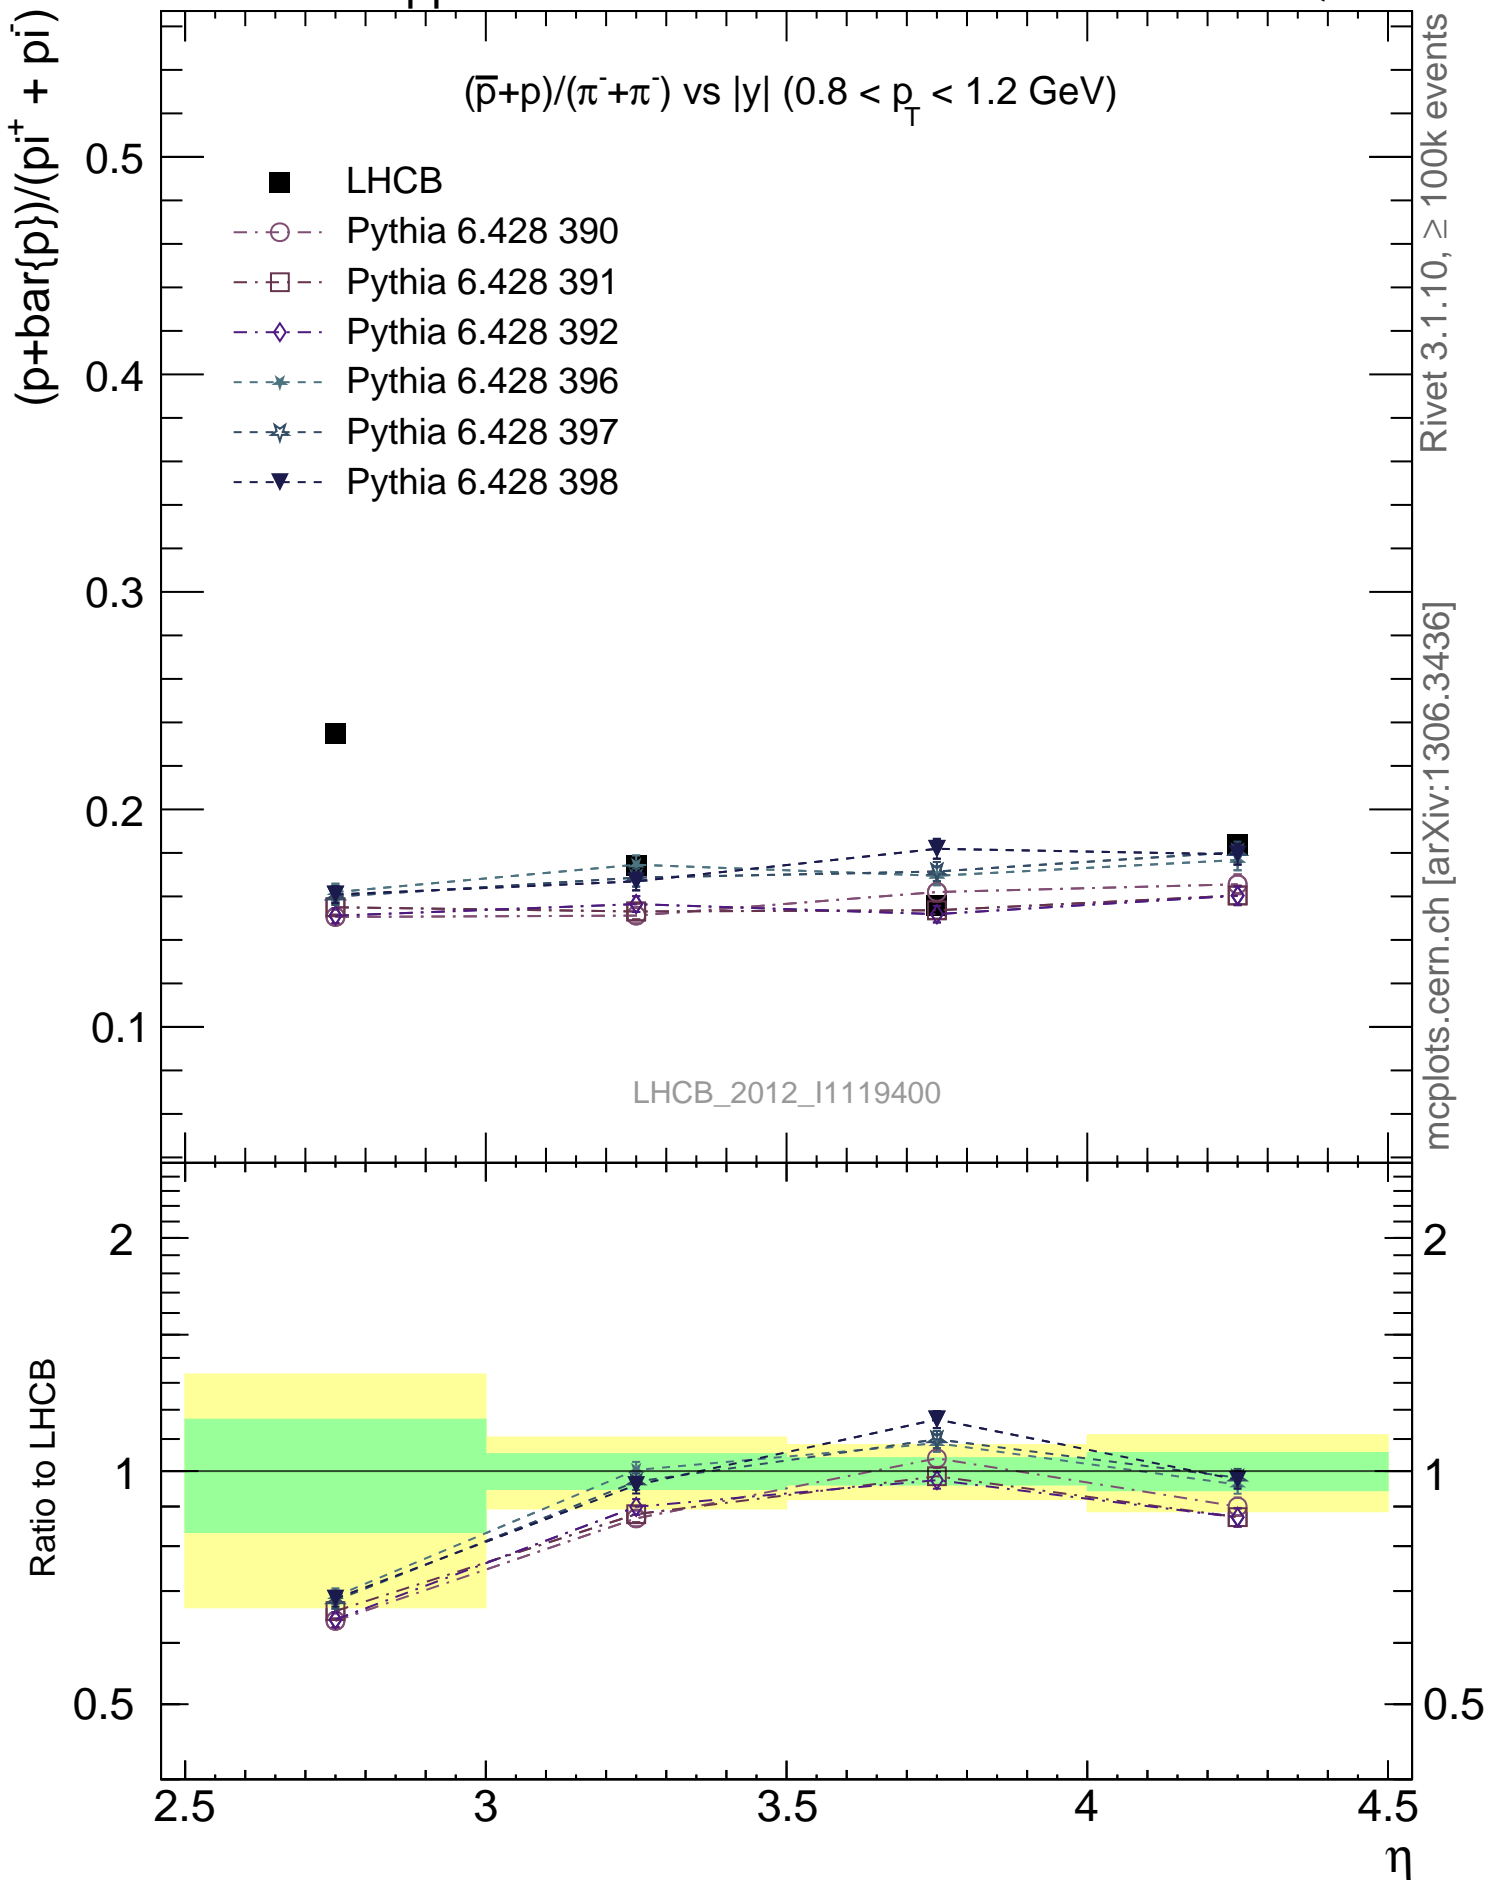 (p̅+p)/(π⁻+π⁻) vs |y| (0.8 < p_T < 1.2 GeV)
(p+bar{p})/(pi⁺ + pi⁻)
LHCB
Pythia 6.428 390
Pythia 6.428 391
Pythia 6.428 392
Pythia 6.428 396
Pythia 6.428 397
Pythia 6.428 398
0.5
0.4
0.3
0.2
0.1
LHCB_2012_I1119400
Rivet 3.1.10, ≥ 100k events
mcplots.cern.ch [arXiv:1306.3436]
Ratio to LHCB
2
1
0.5
2
1
0.5
2.5 3 3.5 4 4.5
η